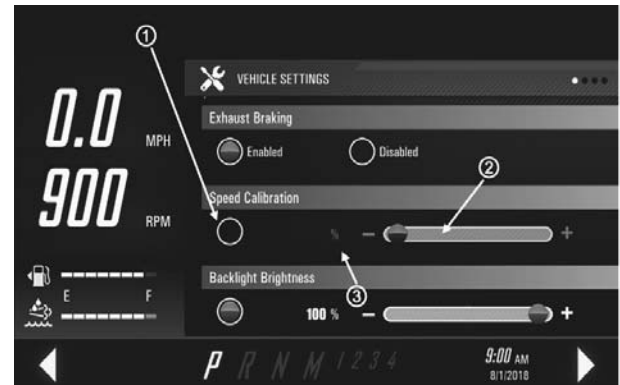 ①
VEHICLE SETTINGS
0.0 MPH
Exhaust Braking
Enabled Disabled
②
900 RPM
Speed Calibration
% − +
E F
Backlight Brightness
③
100 % − +
P R N M 1 2 3 4
9:00 AM
8/1/2018